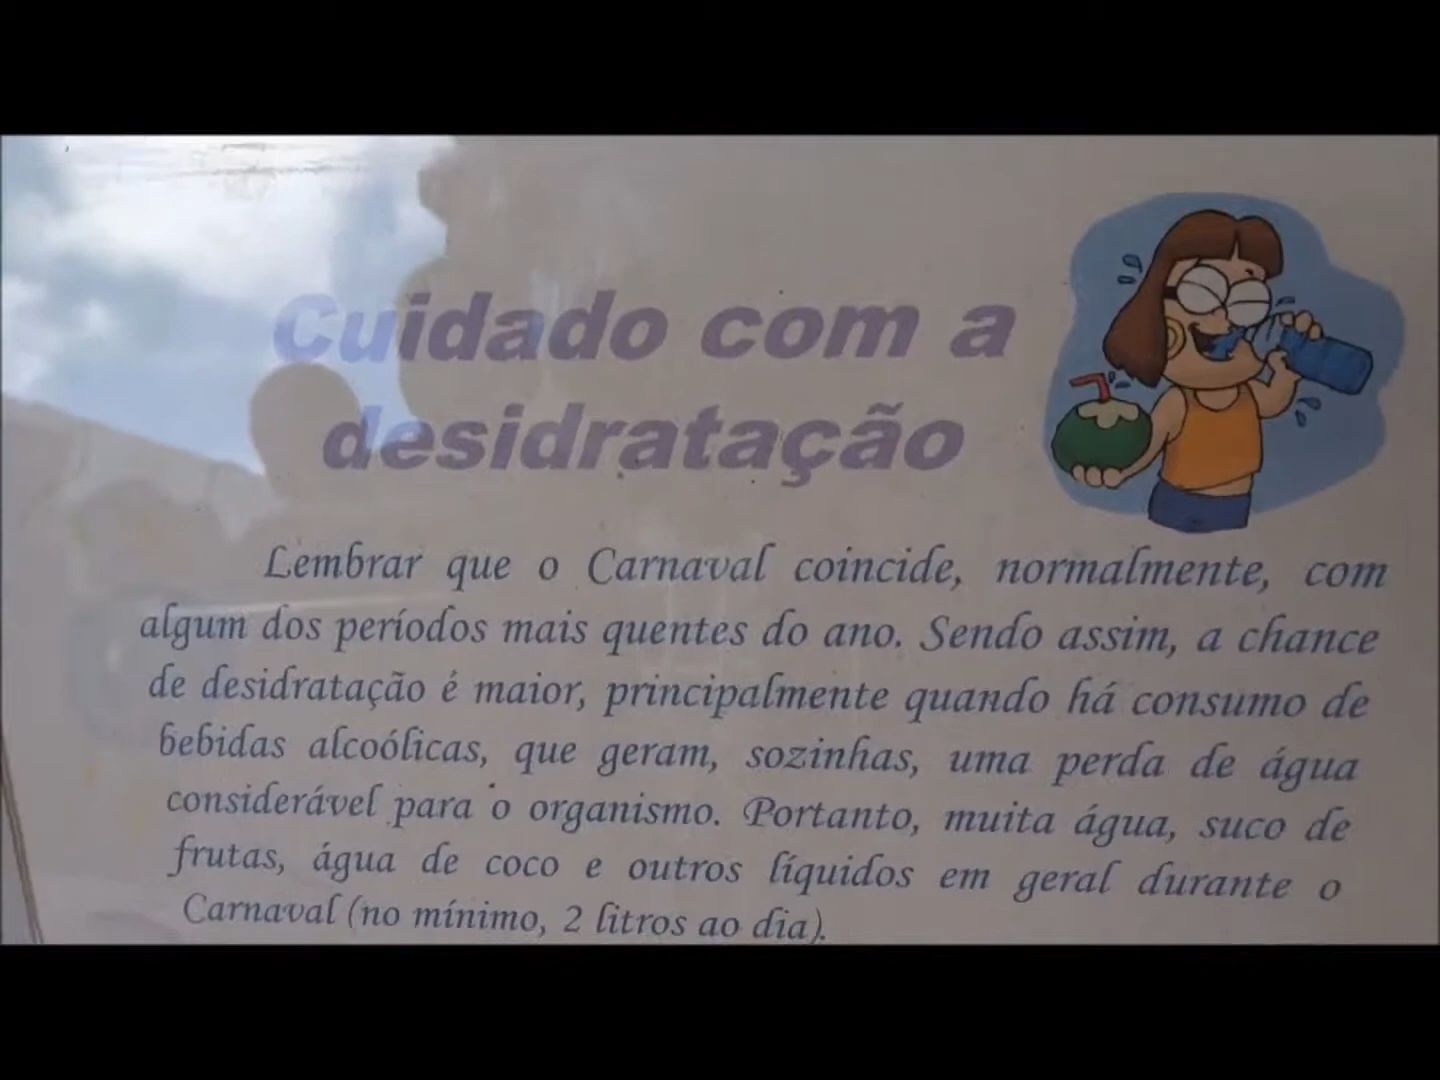 Cuidado com a
desidratação
Lembrar que o Carnaval coincide, normalmente, com
algum dos períodos mais quentes do ano. Sendo assim, a chance
de desidratação é maior, principalmente quando há consumo de
bebidas alcoólicas, que geram, sozinhas, uma perda de água
considerável para o organismo. Portanto, muita água, suco de
frutas, água de coco e outros líquidos em geral durante o
Carnaval (no mínimo, 2 litros ao dia).